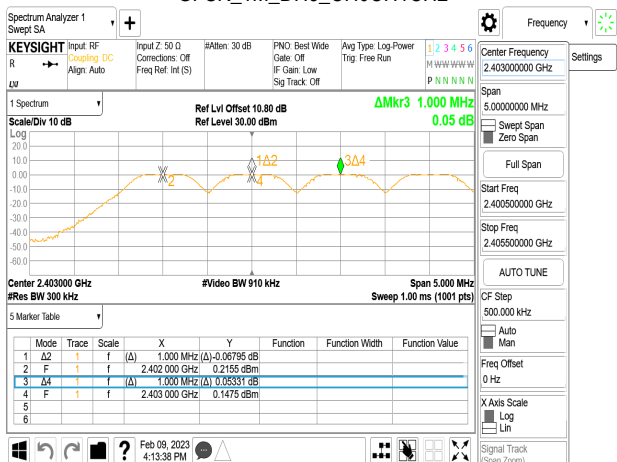 Spectrum Analyzer 1
Swept SA
+
Frequency
KEYSIGHT
R
Input: RF
Coupling: DC
Align: Auto
Input Z: 50 Ω
Corrections: Off
Freq Ref: Int (S)
#Atten: 30 dB
PNO: Best Wide
Gate: Off
IF Gain: Low
Sig Track: Off
Avg Type: Log-Power
Trig: Free Run
1 2 3 4 5 6
M W W W W W
P N N N N N
Center Frequency
2.403000000 GHz
Settings
Span
5.00000000 MHz
Swept Span
Zero Span
Full Span
Start Freq
2.400500000 GHz
Stop Freq
2.405500000 GHz
AUTO TUNE
CF Step
500.000 kHz
Auto
Man
Freq Offset
0 Hz
X Axis Scale
Log
Lin
Signal Track
(Span Zoom)
1 Spectrum
Scale/Div 10 dB
Ref Lvl Offset 10.80 dB
Ref Level 30.00 dBm
ΔMkr3 1.000 MHz
0.05 dB
Log
20.0
10.0
0.00
-10.0
-20.0
-30.0
-40.0
-50.0
-60.0
2
1Δ2
4
3Δ4
Center 2.403000 GHz
#Res BW 300 kHz
#Video BW 910 kHz
Span 5.000 MHz
Sweep 1.00 ms (1001 pts)
5 Marker Table
Mode Trace Scale X Y Function Function Width Function Value
1 Δ2 1 f (Δ) 1.000 MHz (Δ) -0.06795 dB
2 F 1 f 2.402 000 GHz 0.2155 dBm
3 Δ4 1 f (Δ) 1.000 MHz (Δ) 0.05331 dB
4 F 1 f 2.403 000 GHz 0.1475 dBm
5
6
?
Feb 09, 2023
4:13:38 PM